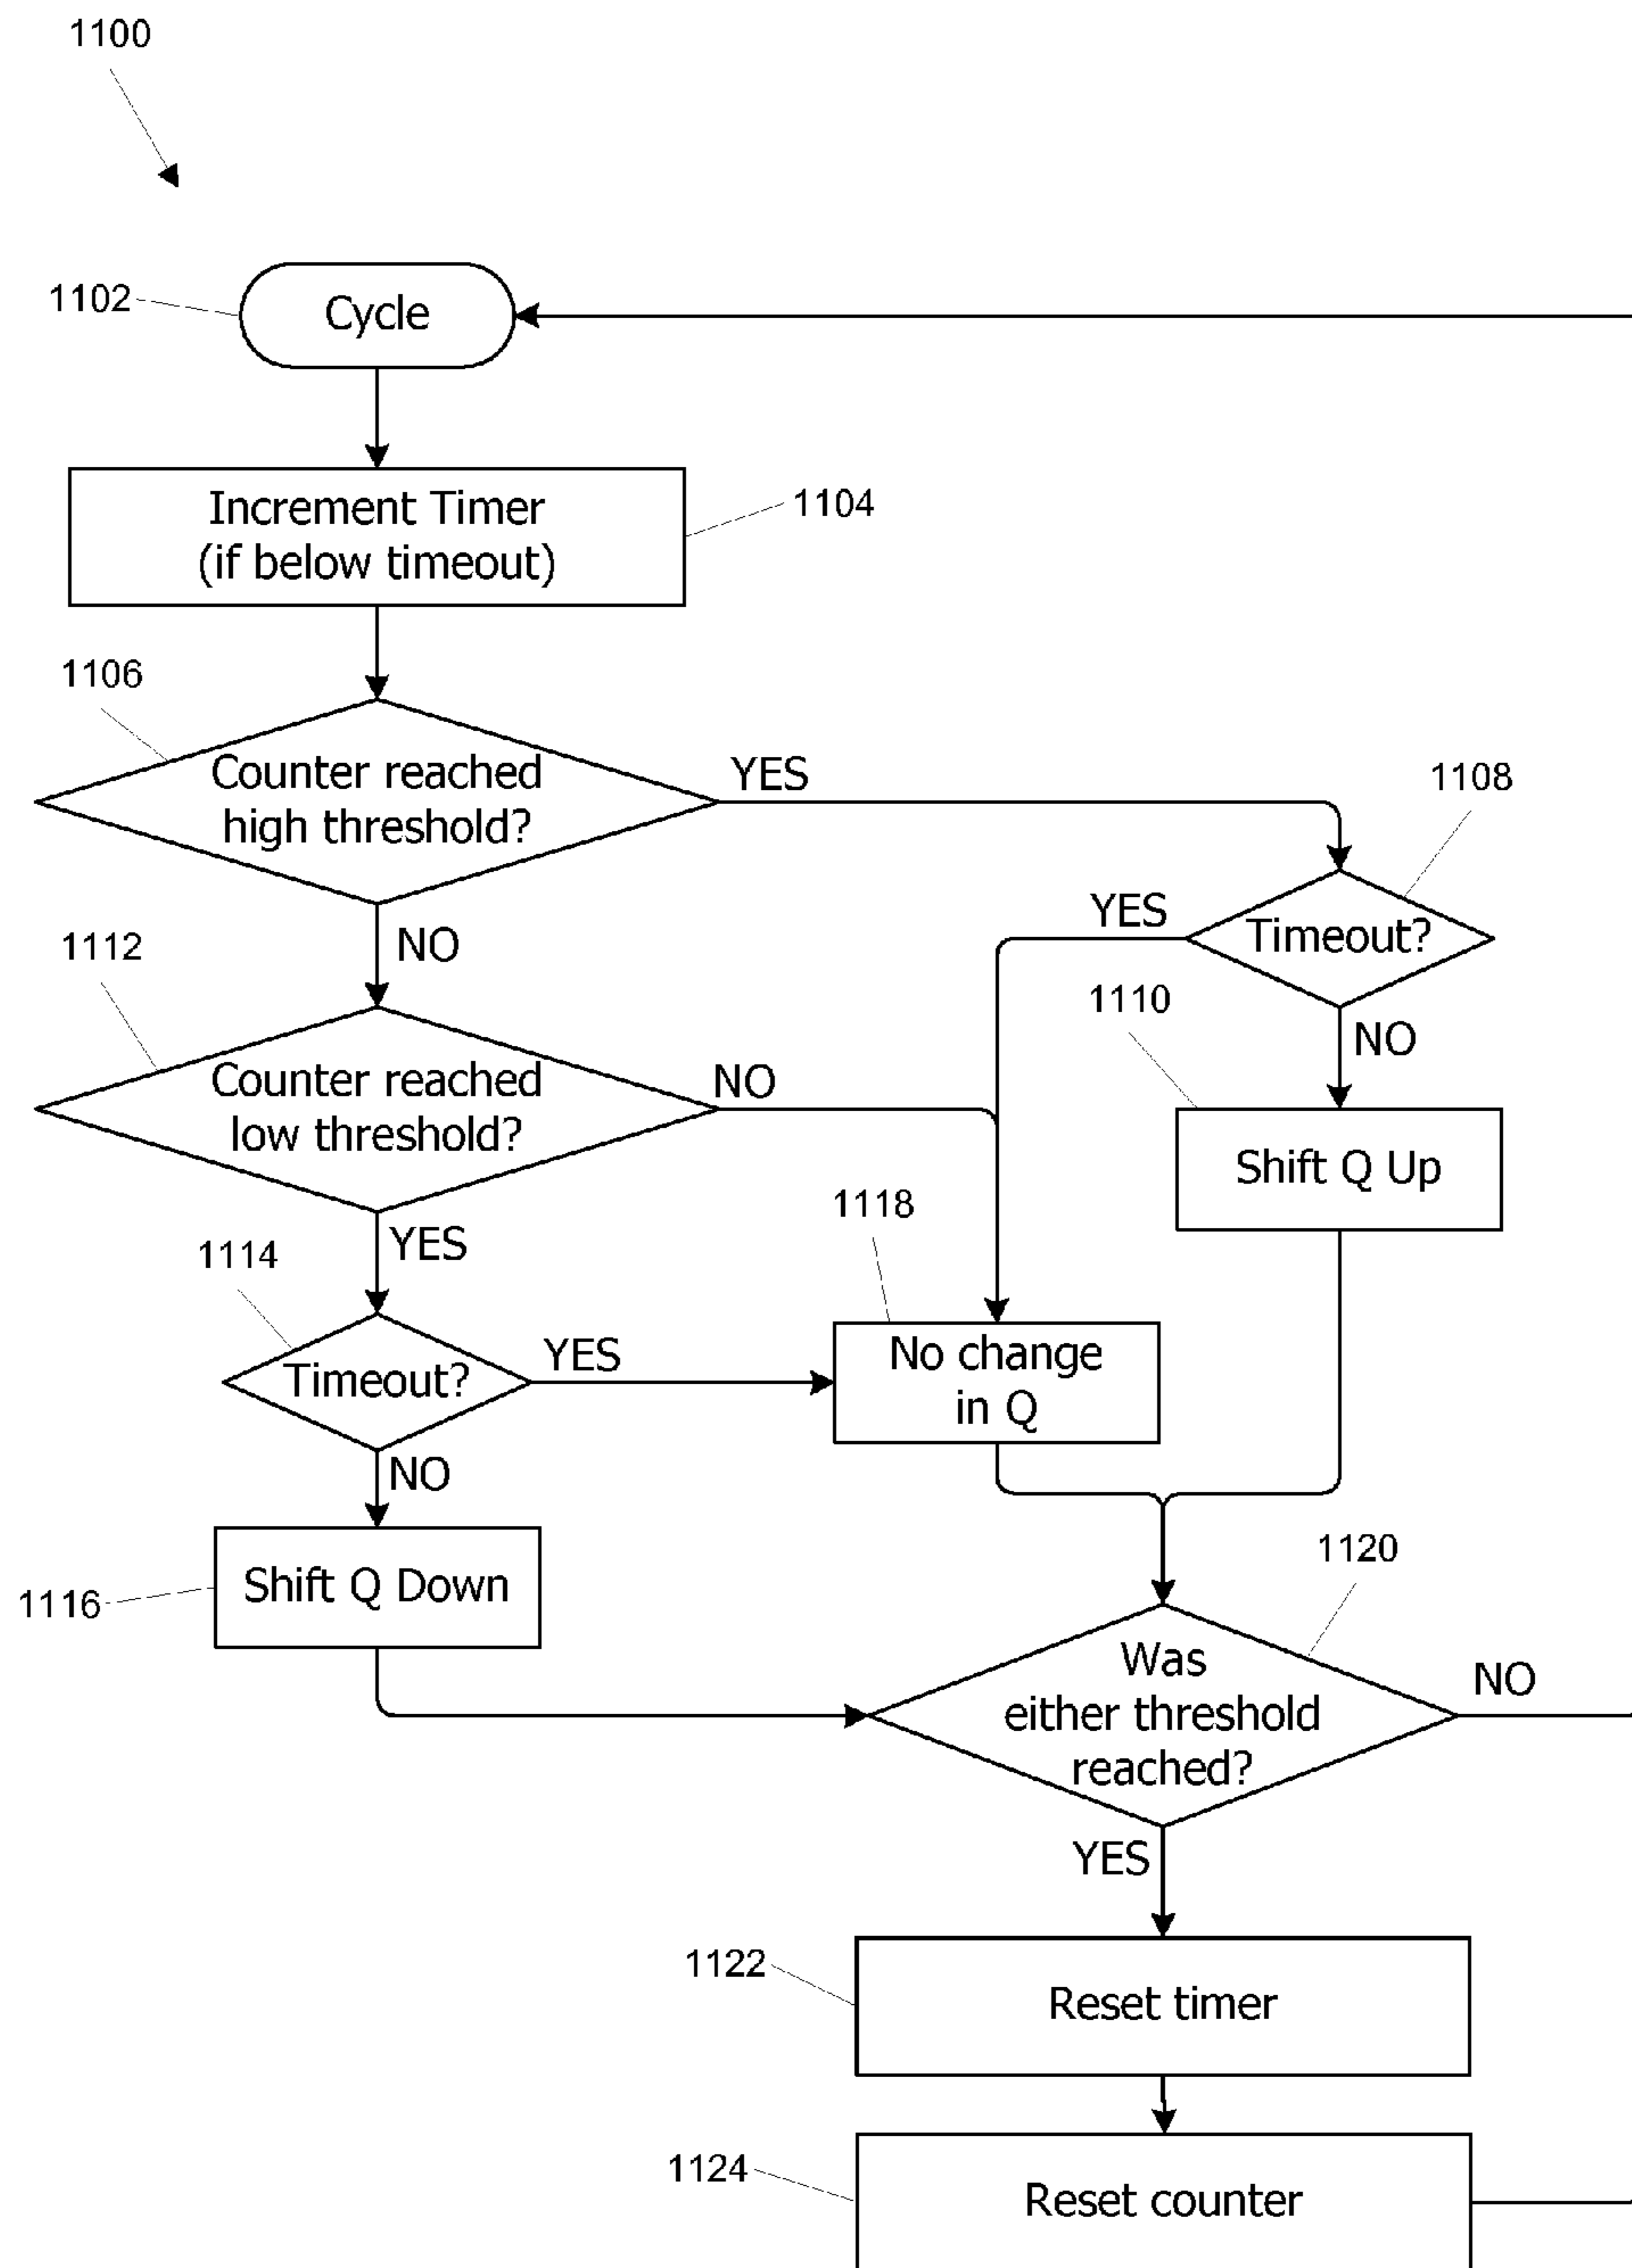 1100
1102
Cycle
Increment Timer
(if below timeout)
1104
1106
Counter reached
high threshold?
YES
1108
Timeout?
YES
NO
1110
Shift Q Up
NO
1112
Counter reached
low threshold?
NO
YES
1114
Timeout?
YES
1118
No change
in Q
NO
1116
Shift Q Down
1120
Was
either threshold
reached?
NO
YES
1122
Reset timer
1124
Reset counter